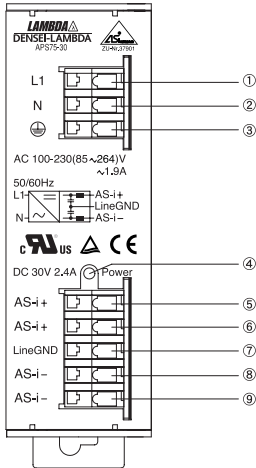 LAMBDA
DENSEI-LAMBDA
APS75-30
ASi
ZU-Nr.37901
L1
①
N
②
③
AC 100-230(85~264)V
~1.9A
50/60Hz
L1
AS-i+
LineGND
N
AS-i-
c RU US CE
④
DC 30V 2.4A Power
AS-i+
⑤
AS-i+
⑥
LineGND
⑦
AS-i-
⑧
AS-i-
⑨